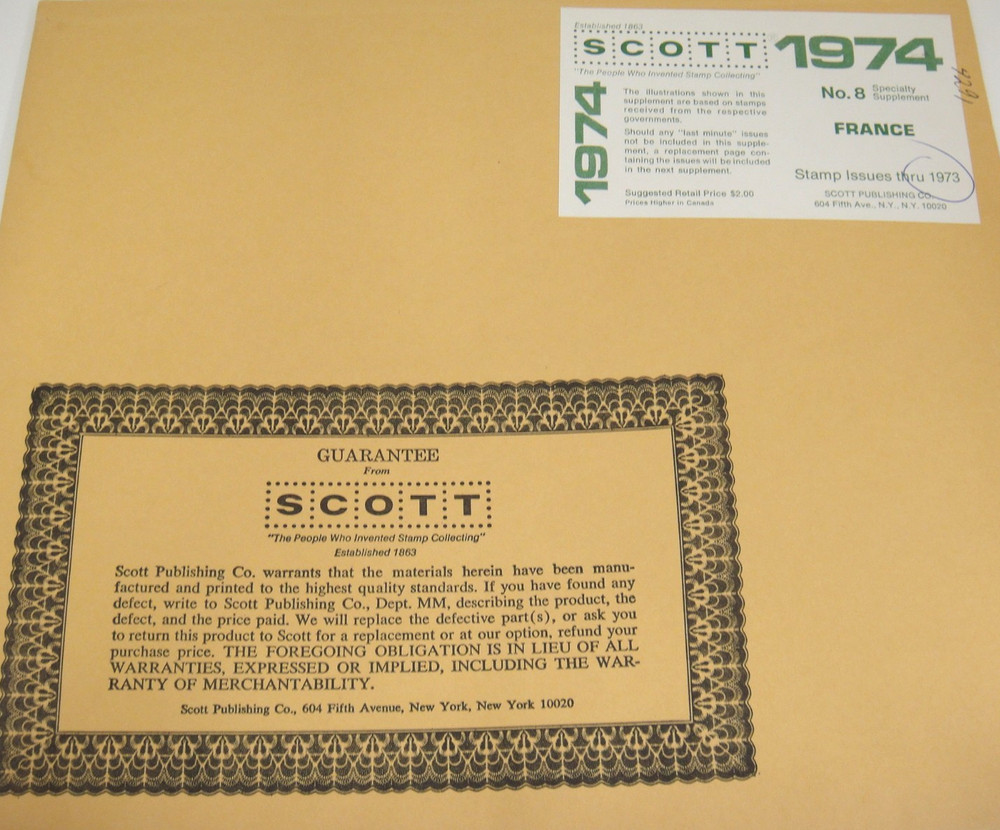 Established 1863
SCOTT
"The People Who Invented Stamp Collecting"
1974
The illustrations shown in this
supplement are based on stamps
received from the respective
governments.
Should any "last minute" issues
not be included in this supple-
ment, a replacement page con-
taining the issues will be included
in the next supplement.
Suggested Retail Price $2.00
Prices Higher in Canada
1974
No. 8 Specialty
Supplement
FRANCE
Stamp Issues thru 1973
SCOTT PUBLISHING CO.
604 Fifth Ave., N.Y., N.Y. 10020
GUARANTEE
From
SCOTT
"The People Who Invented Stamp Collecting"
Established 1863
Scott Publishing Co. warrants that the materials herein have been manu-
factured and printed to the highest quality standards. If you have found any
defect, write to Scott Publishing Co., Dept. MM, describing the product, the
defect, and the price paid. We will replace the defective part(s), or ask you
to return this product to Scott for a replacement or at our option, refund your
purchase price. THE FOREGOING OBLIGATION IS IN LIEU OF ALL
WARRANTIES, EXPRESSED OR IMPLIED, INCLUDING THE WAR-
RANTY OF MERCHANTABILITY.
Scott Publishing Co., 604 Fifth Avenue, New York, New York 10020